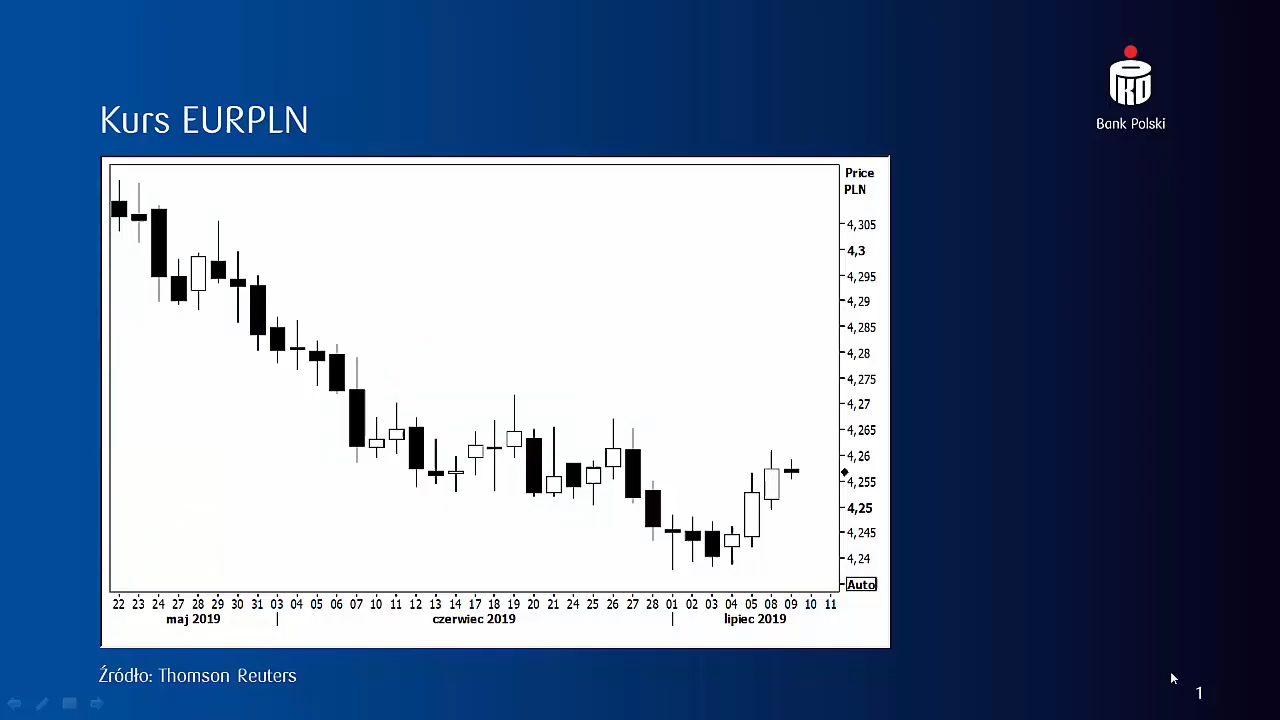 PKO
Bank Polski
Kurs EURPLN
Price
PLN
4,305
4,3
4,295
4,29
4,285
4,28
4,275
4,27
4,265
4,26
4,255
4,25
4,245
4,24
Auto
22 23 24 27 28 29 30 31 03 04 05 06 07 10 11 12 13 14 17 18 19 20 21 24 25 26 27 28 01 02 03 04 05 08 09 10 11
maj 2019 czerwiec 2019 lipiec 2019
Źródło: Thomson Reuters
1